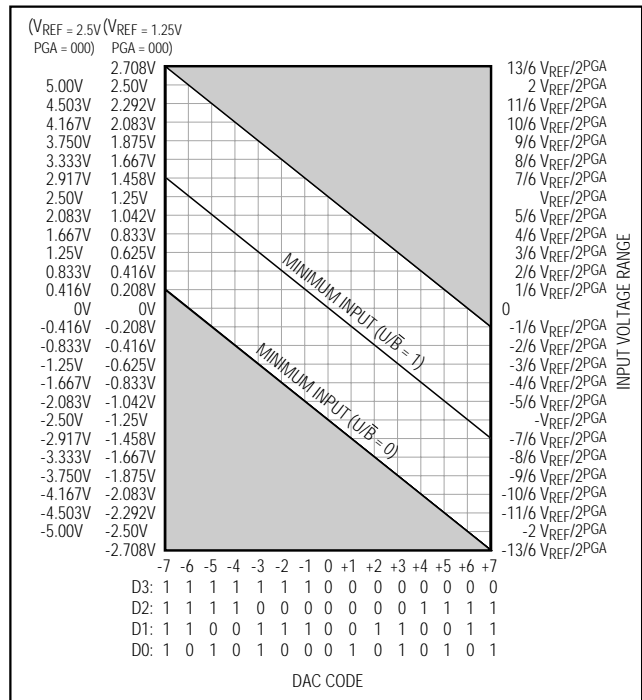 (VREF = 2.5V (VREF = 1.25V
PGA = 000) PGA = 000)
2.708V 13/6 VREF/2PGA
5.00V 2.50V 2 VREF/2PGA
4.503V 2.292V 11/6 VREF/2PGA
4.167V 2.083V 10/6 VREF/2PGA
3.750V 1.875V 9/6 VREF/2PGA
3.333V 1.667V 8/6 VREF/2PGA
2.917V 1.458V 7/6 VREF/2PGA
2.50V 1.25V VREF/2PGA
2.083V 1.042V 5/6 VREF/2PGA
1.667V 0.833V 4/6 VREF/2PGA
1.25V 0.625V 3/6 VREF/2PGA
0.833V 0.416V 2/6 VREF/2PGA
0.416V 0.208V 1/6 VREF/2PGA
0V 0V 0
-0.416V -0.208V -1/6 VREF/2PGA
-0.833V -0.416V -2/6 VREF/2PGA
-1.25V -0.625V -3/6 VREF/2PGA
-1.667V -0.833V -4/6 VREF/2PGA
-2.083V -1.042V -5/6 VREF/2PGA
-2.50V -1.25V -VREF/2PGA
-2.917V -1.458V -7/6 VREF/2PGA
-3.333V -1.667V -8/6 VREF/2PGA
-3.750V -1.875V -9/6 VREF/2PGA
-4.167V -2.083V -10/6 VREF/2PGA
-4.503V -2.292V -11/6 VREF/2PGA
-5.00V -2.50V -2 VREF/2PGA
-2.708V -13/6 VREF/2PGA
MINIMUM INPUT (U/B̅ = 1)
MINIMUM INPUT (U/B̅ = 0)
INPUT VOLTAGE RANGE
-7 -6 -5 -4 -3 -2 -1 0 +1 +2 +3 +4 +5 +6 +7
D3: 1 1 1 1 1 1 1 0 0 0 0 0 0 0 0
D2: 1 1 1 1 0 0 0 0 0 0 0 1 1 1 1
D1: 1 1 0 0 1 1 1 0 0 1 1 0 0 1 1
D0: 1 0 1 0 1 0 0 0 1 0 1 0 1 0 1
DAC CODE